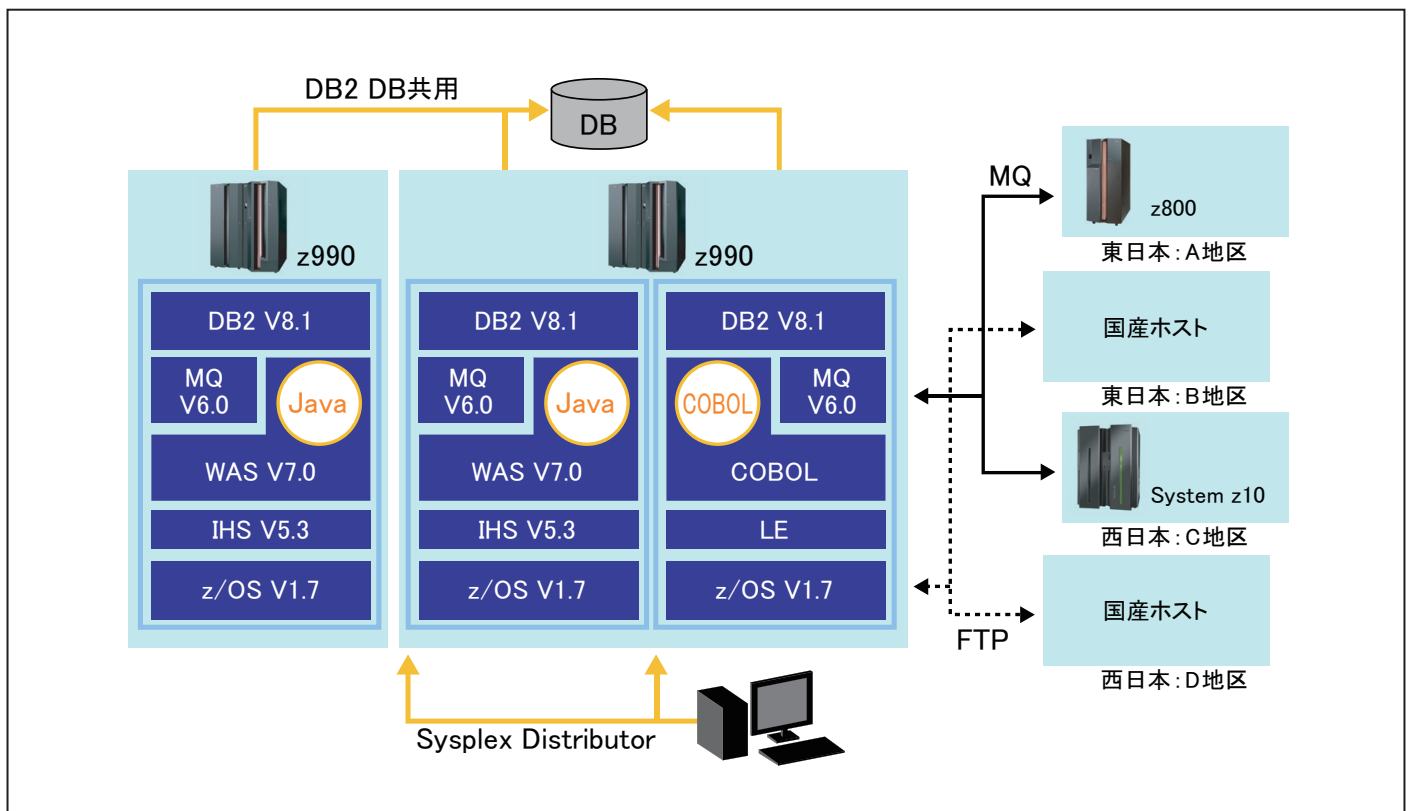 DB2 DB共用
DB
z990
DB2 V8.1
MQ
V6.0
Java
WAS V7.0
IHS V5.3
z/OS V1.7
z990
DB2 V8.1
MQ
V6.0
Java
WAS V7.0
IHS V5.3
z/OS V1.7
DB2 V8.1
COBOL
MQ
V6.0
COBOL
LE
z/OS V1.7
Sysplex Distributor
MQ
z800
東日本：A地区
国産ホスト
東日本：B地区
System z10
西日本：C地区
国産ホスト
FTP
西日本：D地区